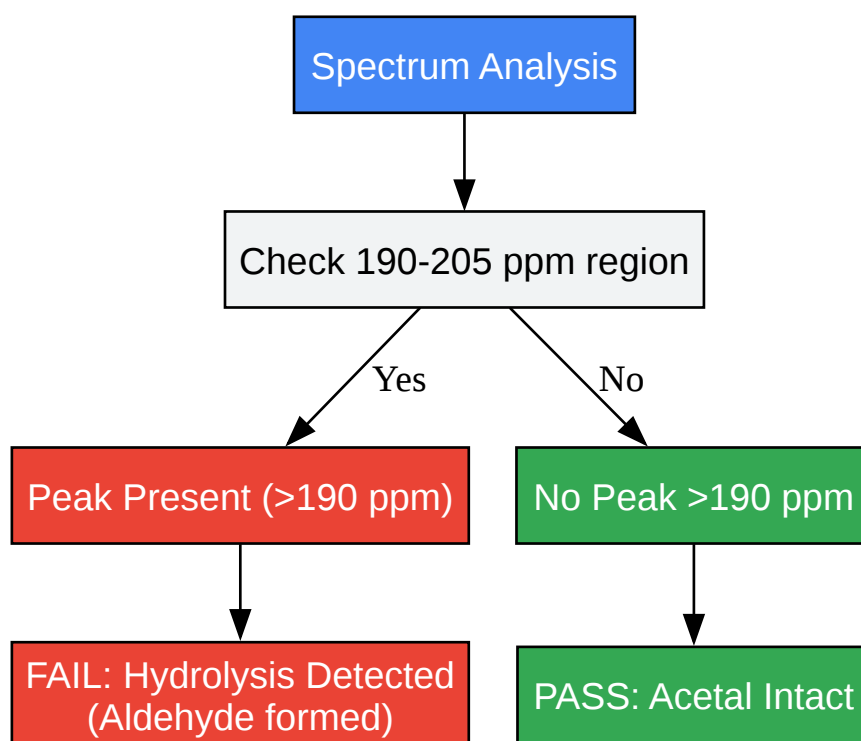 Spectrum Analysis
Check 190-205 ppm region
Yes
No
Peak Present (>190 ppm)
No Peak >190 ppm
FAIL: Hydrolysis Detected
(Aldehyde formed)
PASS: Acetal Intact